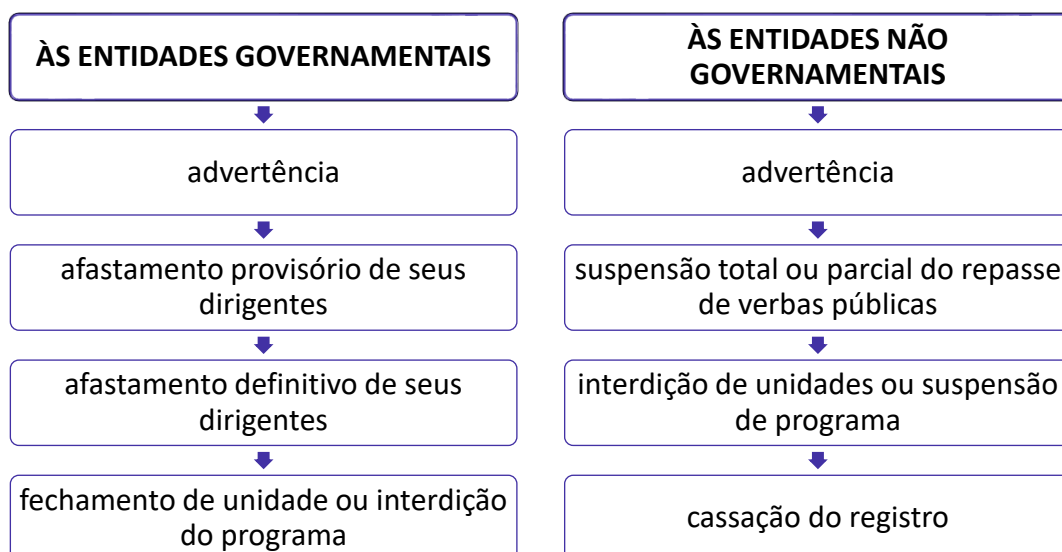 ÀS ENTIDADES GOVERNAMENTAIS
advertência
afastamento provisório de seus
dirigentes
afastamento definitivo de seus
dirigentes
fechamento de unidade ou interdição
do programa
ÀS ENTIDADES NÃO
GOVERNAMENTAIS
advertência
suspensão total ou parcial do repasse
de verbas públicas
interdição de unidades ou suspensão
de programa
cassação do registro